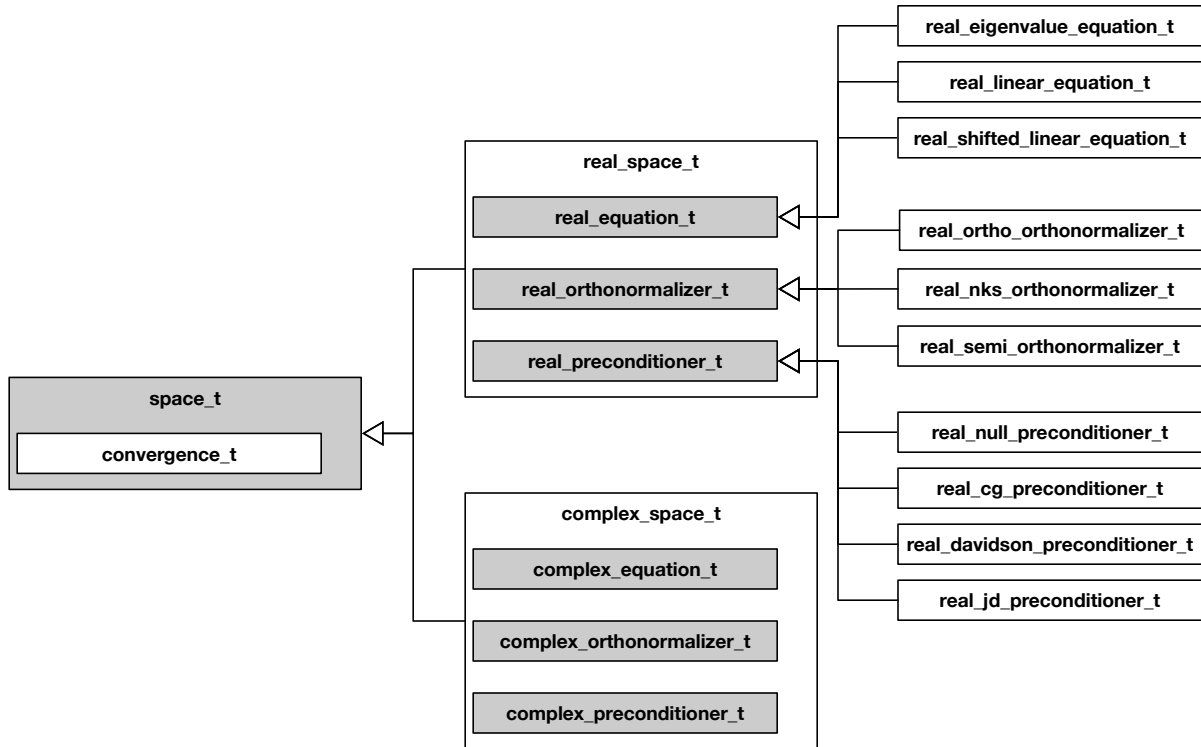 space_t
convergence_t
real_space_t
real_equation_t
real_orthonormalizer_t
real_preconditioner_t
complex_space_t
complex_equation_t
complex_orthonormalizer_t
complex_preconditioner_t
real_eigenvalue_equation_t
real_linear_equation_t
real_shifted_linear_equation_t
real_ortho_orthonormalizer_t
real_nks_orthonormalizer_t
real_semi_orthonormalizer_t
real_null_preconditioner_t
real_cg_preconditioner_t
real_davidson_preconditioner_t
real_jd_preconditioner_t